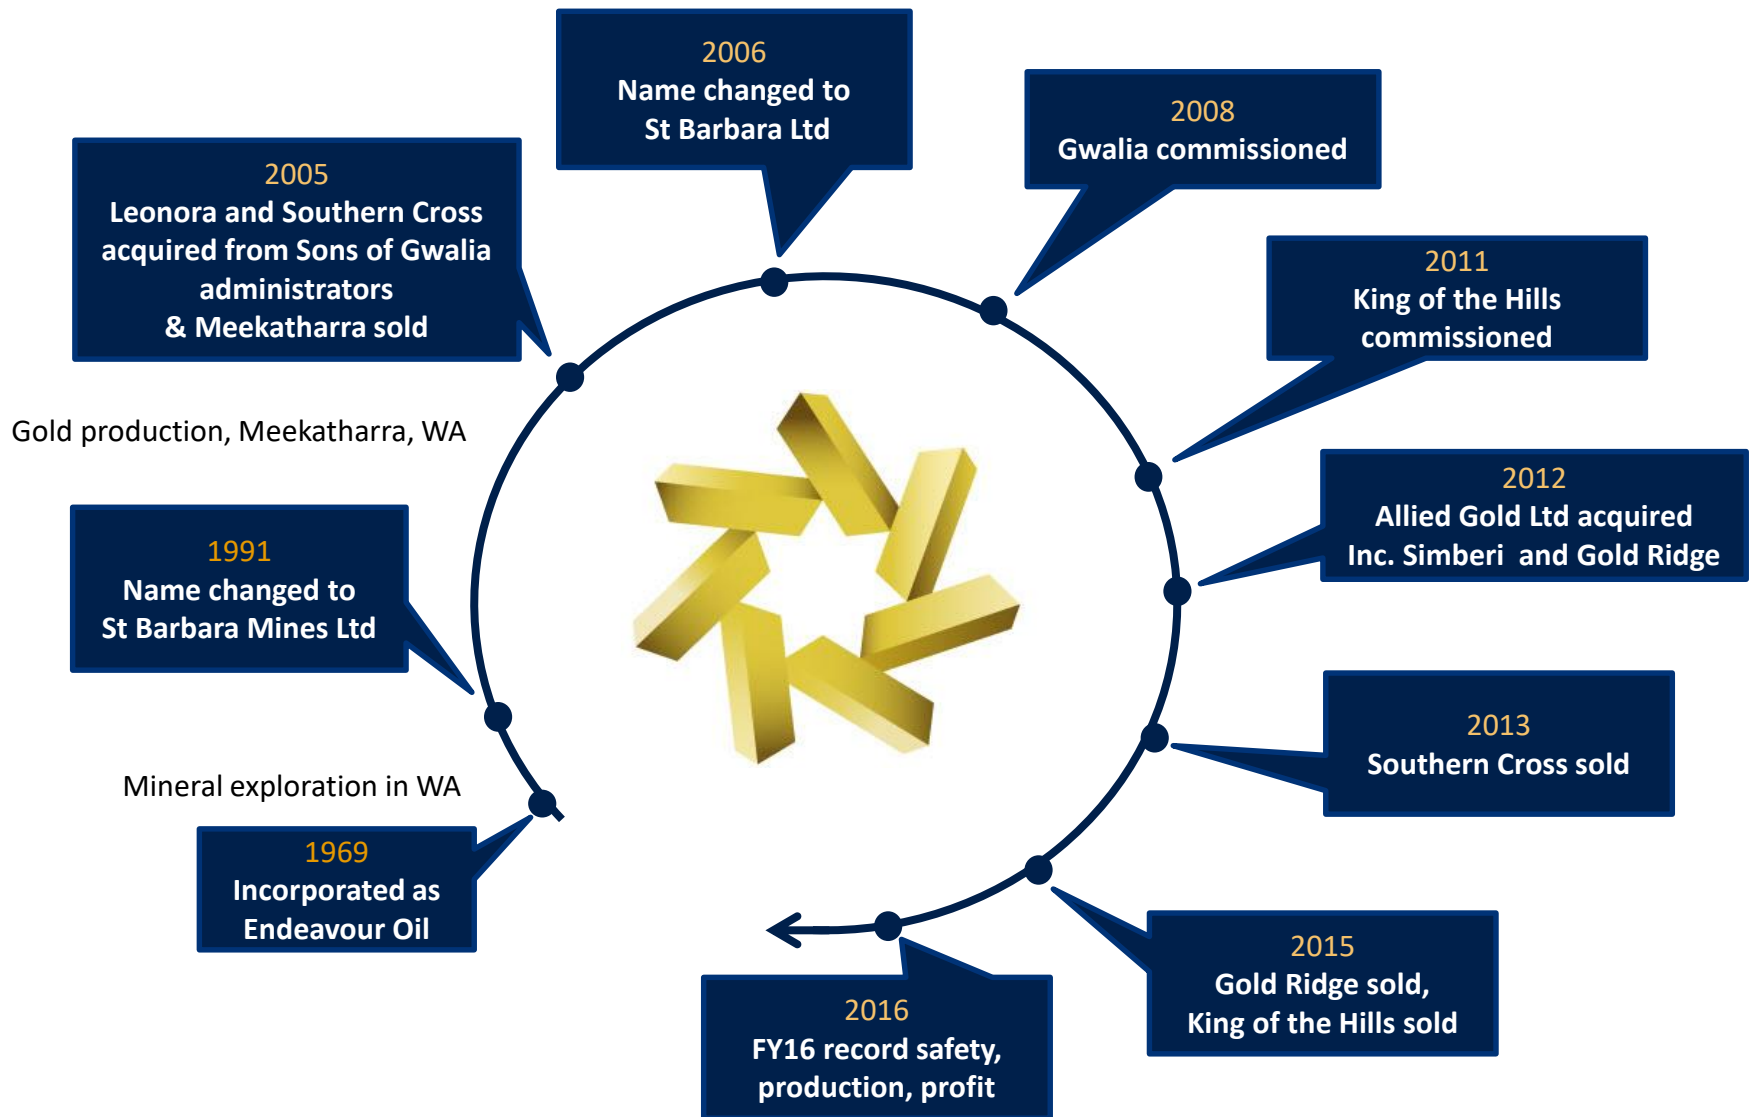 2006
Name changed to
St Barbara Ltd
2008
Gwalia commissioned
2005
Leonora and Southern Cross
acquired from Sons of Gwalia
administrators
& Meekatharra sold
2011
King of the Hills
commissioned
Gold production, Meekatharra, WA
2012
Allied Gold Ltd acquired
Inc. Simberi and Gold Ridge
1991
Name changed to
St Barbara Mines Ltd
2013
Southern Cross sold
Mineral exploration in WA
1969
Incorporated as
Endeavour Oil
2015
Gold Ridge sold,
King of the Hills sold
2016
FY16 record safety,
production, profit